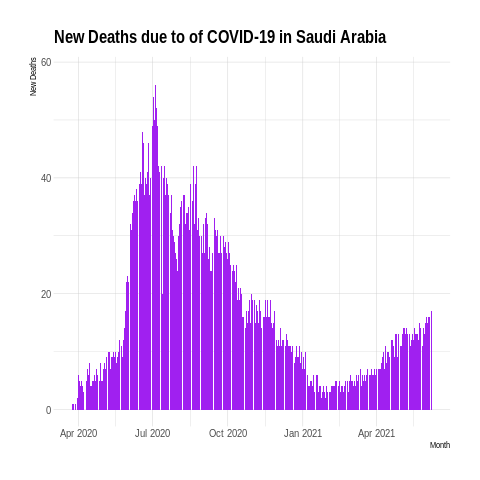 New Deaths due to of COVID-19 in Saudi Arabia
New Deaths
60
40
20
0
Apr 2020 Jul 2020 Oct 2020 Jan 2021 Apr 2021
Month